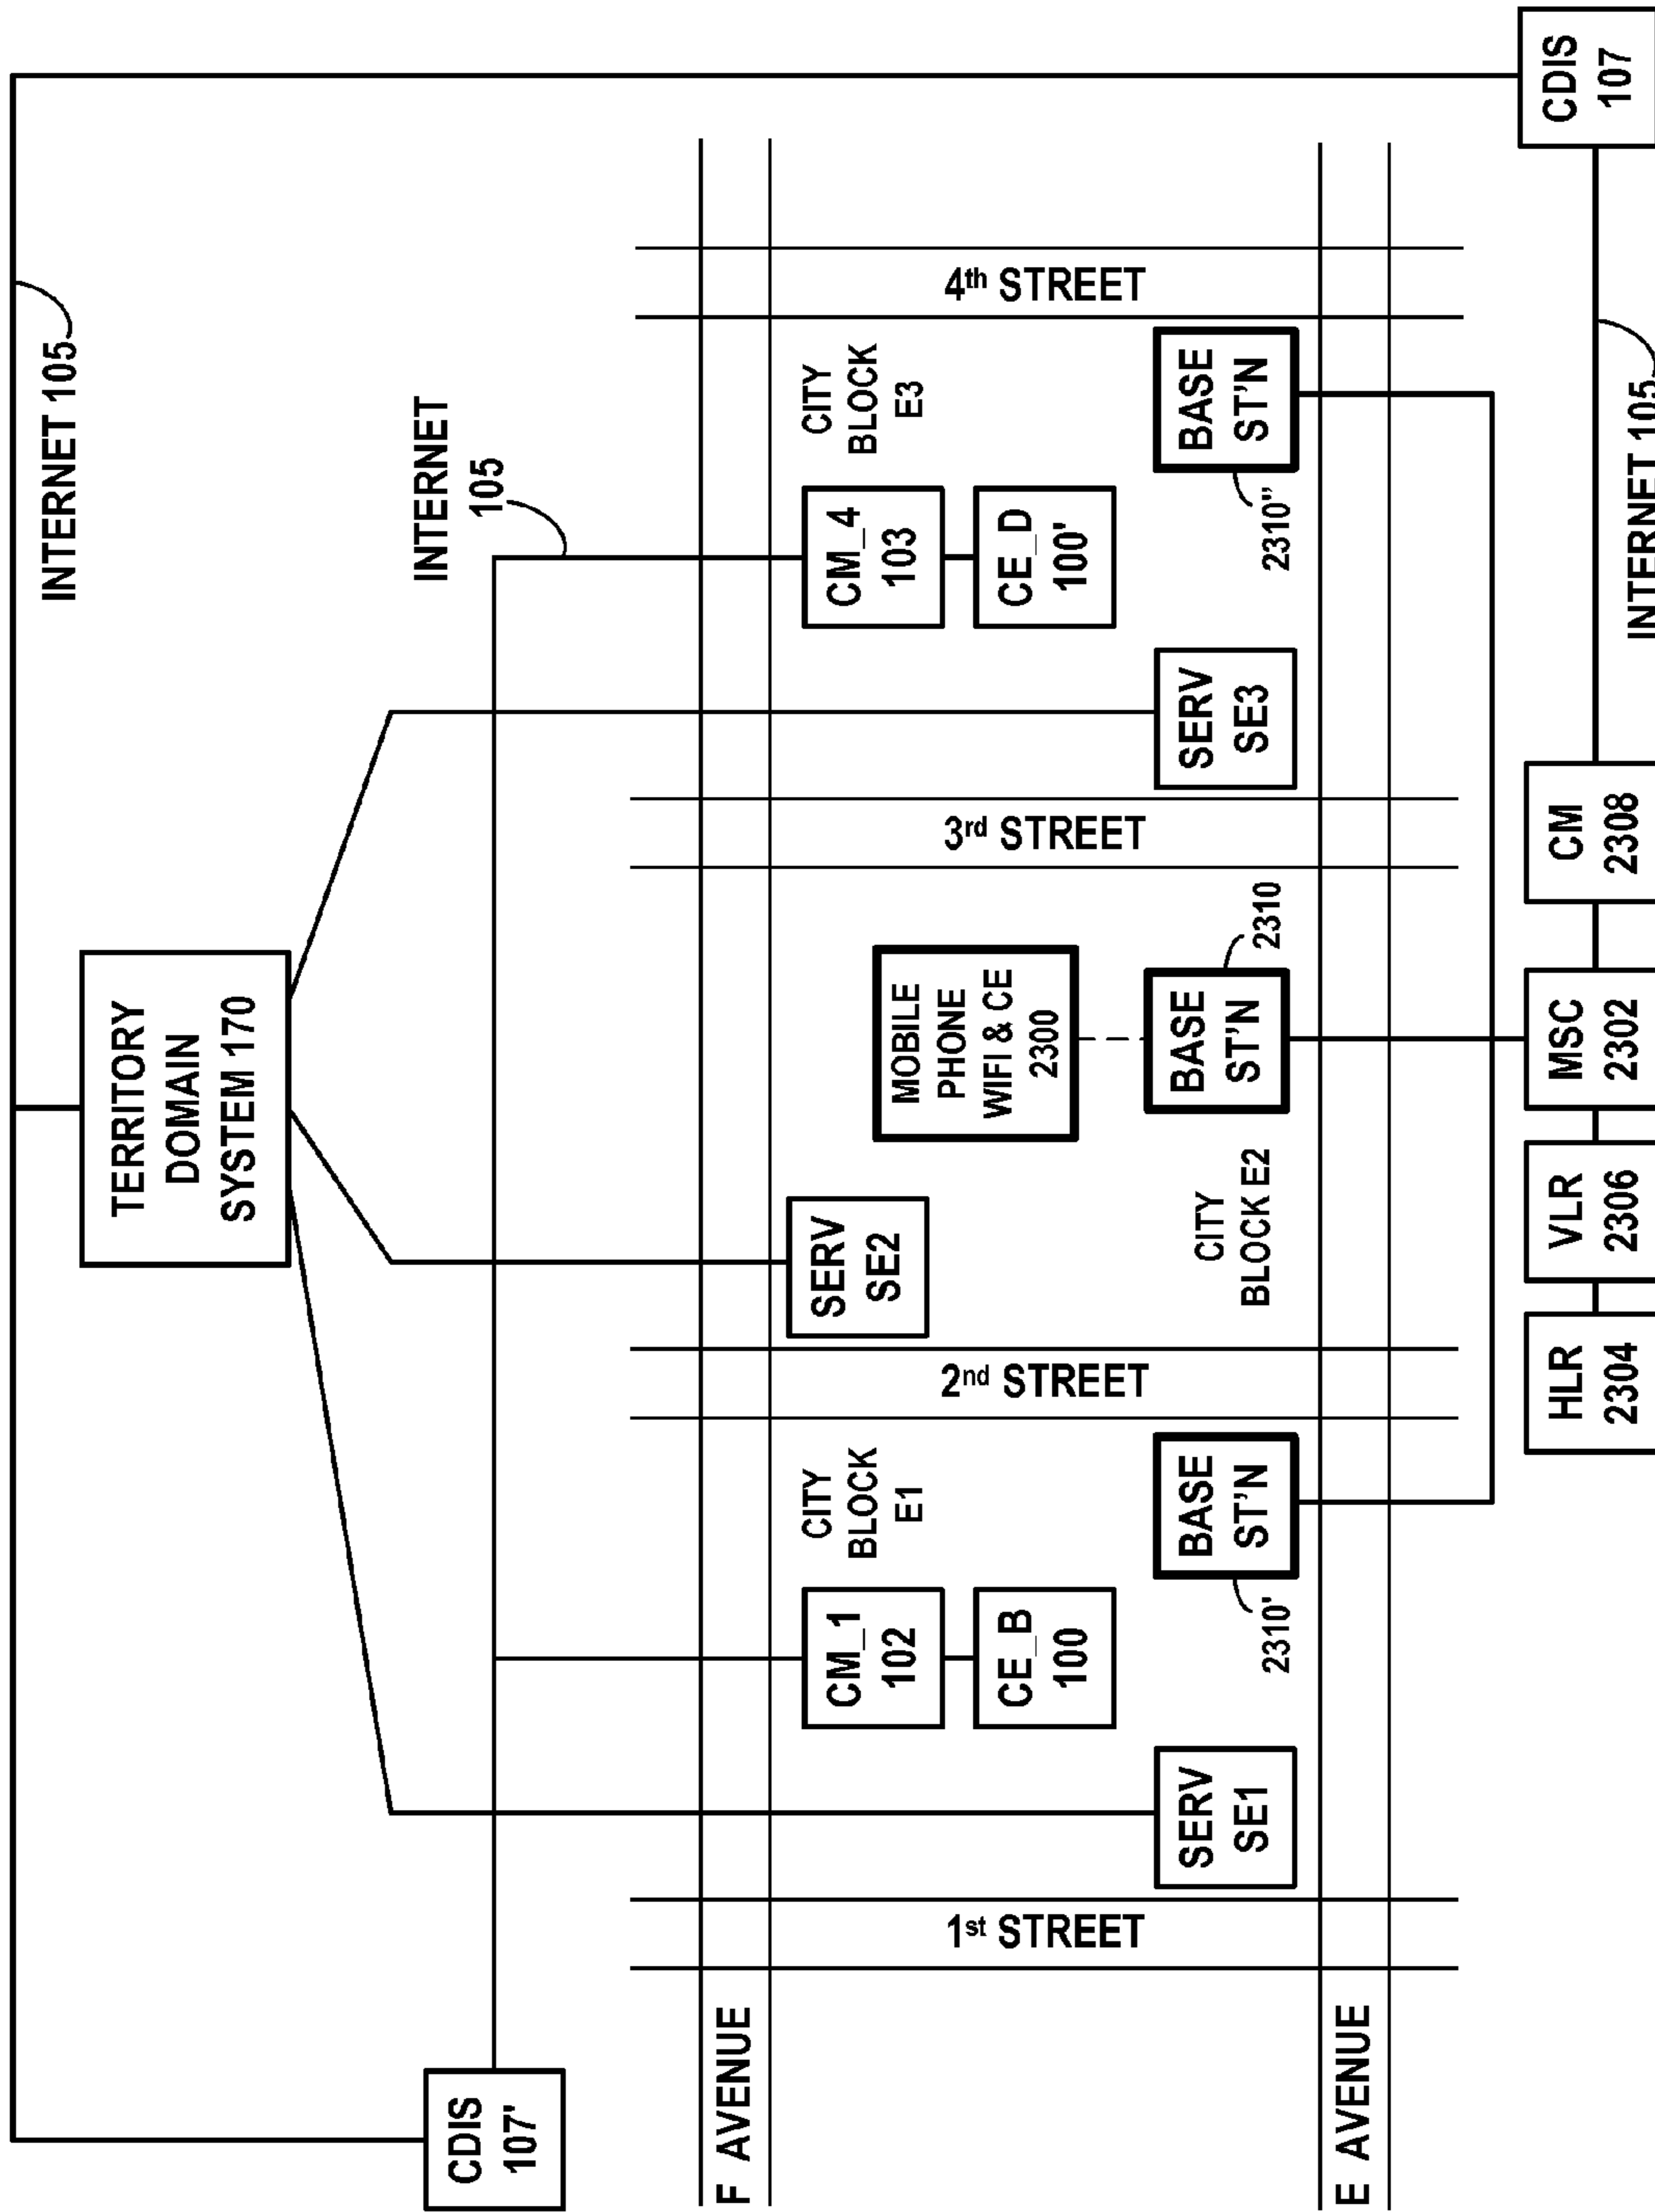 INTERNET 105
TERRITORY
DOMAIN
SYSTEM 170
INTERNET
105
CDIS
107'
F AVENUE
SERV
SE2
CITY
BLOCK
E1
CM_1
102
CE_B
100
MOBILE
PHONE
WIFI & CE
2300
CITY
BLOCK
E3
CM_4
103
CE_D
100'
1st STREET
2nd STREET
3rd STREET
4th STREET
SERV
SE1
BASE
ST'N
2310'
CITY
BLOCK E2
BASE
ST'N
2310
SERV
SE3
BASE
ST'N
2310"
E AVENUE
HLR
2304
VLR
2306
MSC
2302
CM
2308
CDIS
107
INTERNET 105